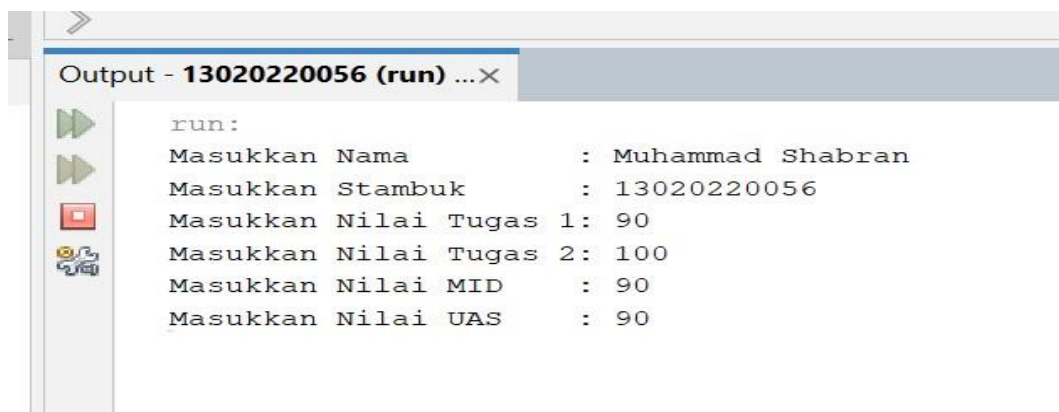 Output - 13020220056 (run) ...×
run:
Masukkan Nama : Muhammad Shabran
Masukkan Stambuk : 13020220056
Masukkan Nilai Tugas 1: 90
Masukkan Nilai Tugas 2: 100
Masukkan Nilai MID : 90
Masukkan Nilai UAS : 90